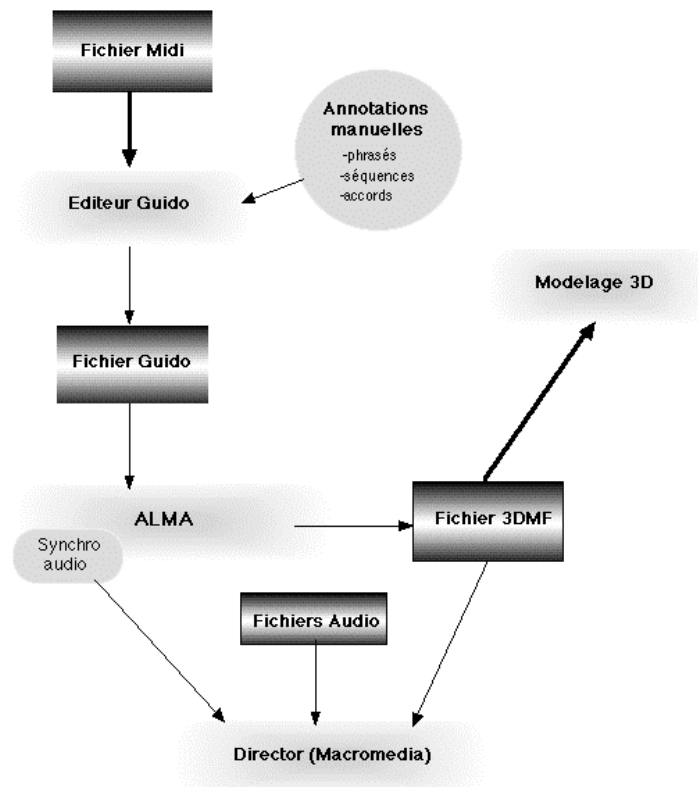 Fichier Midi
Annotations
manuelles
-phrasés
-séquences
-accords
Editeur Guido
Modelage 3D
Fichier Guido
ALMA
Fichier 3DMF
Synchro
audio
Fichiers Audio
Director (Macromedia)